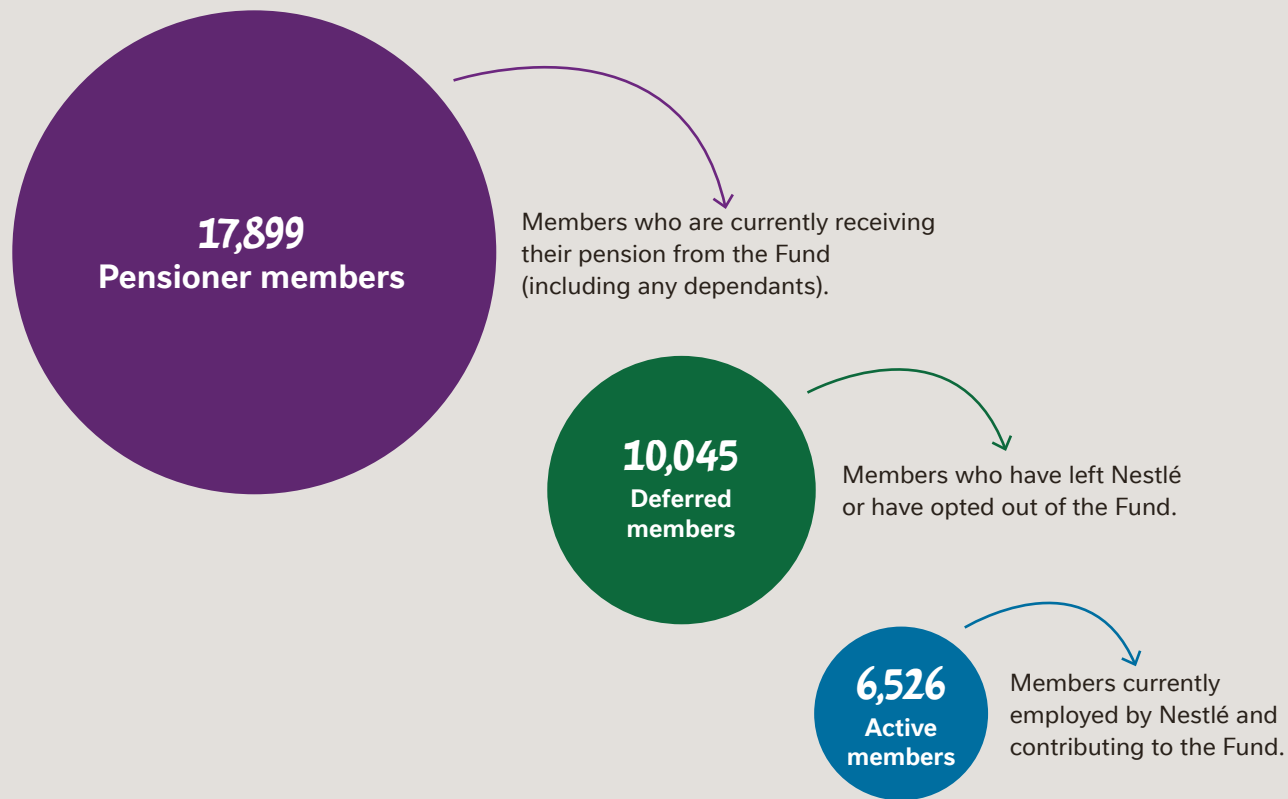 17,899
Pensioner members
Members who are currently receiving
their pension from the Fund
(including any dependants).
10,045
Deferred
members
Members who have left Nestlé
or have opted out of the Fund.
6,526
Active
members
Members currently
employed by Nestlé and
contributing to the Fund.